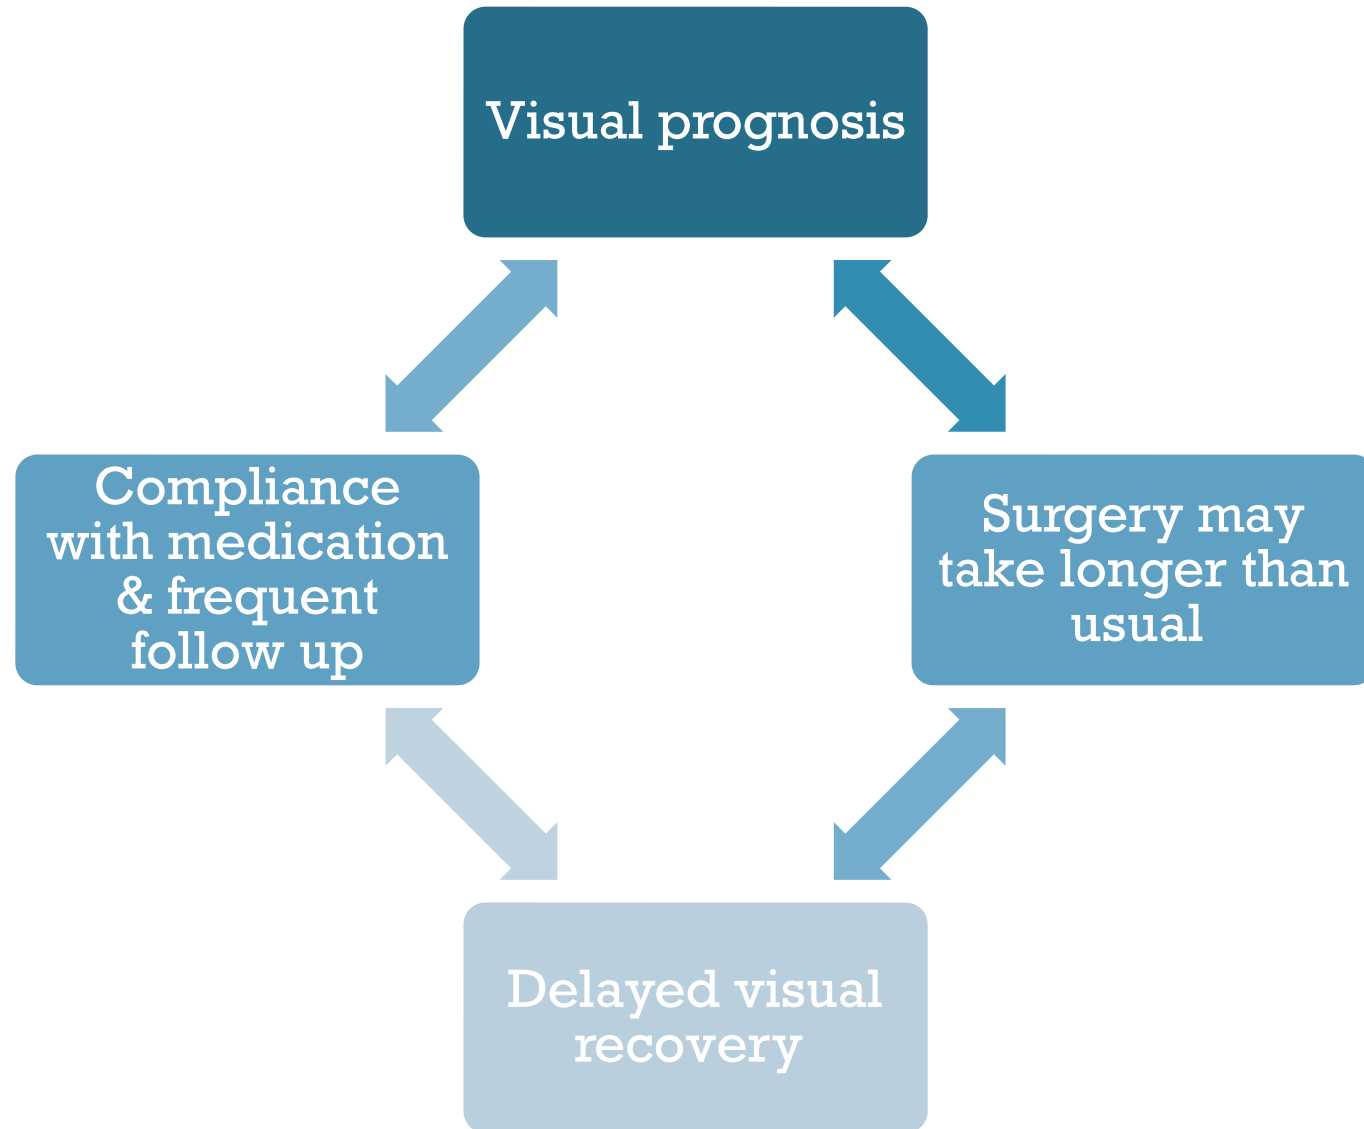 Visual prognosis
Compliance
with medication
& frequent
follow up
Surgery may
take longer than
usual
Delayed visual
recovery